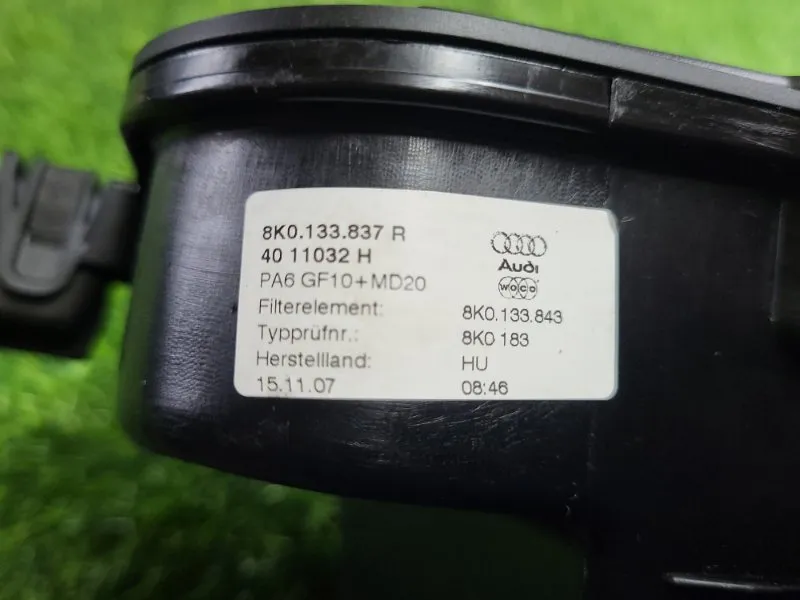 8K0.133.837 R
40 11032 H
PA6 GF10+MD20
Audi
WOCO
Filterelement: 8K0.133.843
Typprüfnr.: 8K0 183
Herstellland: HU
15.11.07 08:46